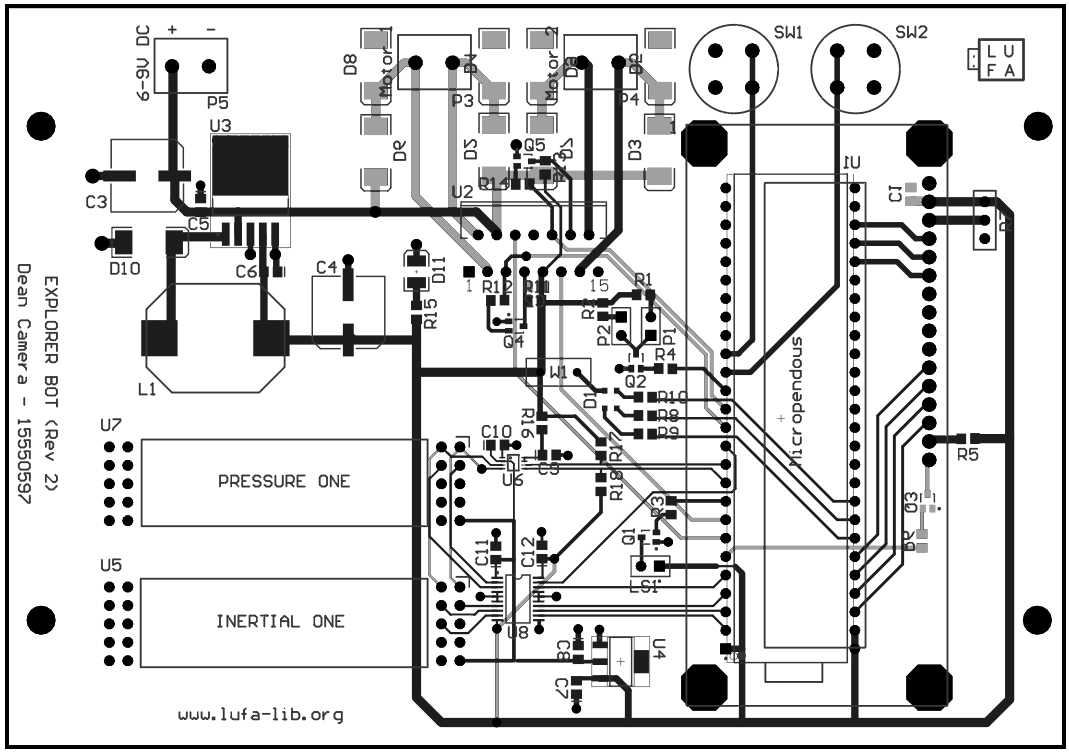 6-9V DC
+ -
P5
D8
Motor 1
D4
P3
Motor 2
P4
SW1
SW2
L U
F A
U3
D6
D2
Q5
D7
D3
1
U1
C3
C5
R14
U2
C1
D10
C6
C4
D11
R15
1
15
R12
R11
R1
R2
P2
P1
Q4
Q2
R4
W1
D1
R10
R8
R9
L1
EXPLORER BOT (Rev 2)
Dean Camera - 15550597
Micropendous
U7
PRESSURE ONE
C10
R16
R17
C9
U6
R18
R5
R3
Q3
Q1
U5
C11
C12
LS1
INERTIAL ONE
U8
C8
U4
C7
www.lufa-lib.org